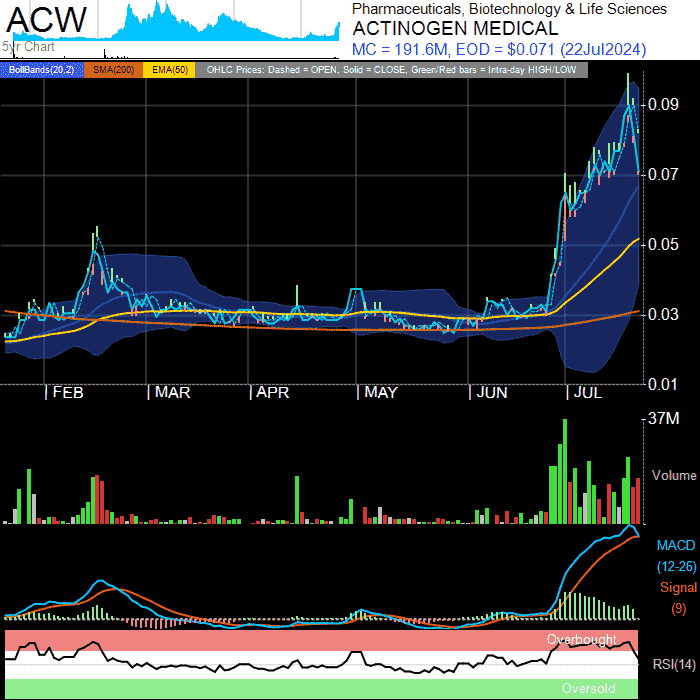 ACW
5yr Chart
Pharmaceuticals, Biotechnology & Life Sciences
ACTINOGEN MEDICAL
MC = 191.6M, EOD = $0.071 (22Jul2024)
BollBands(20,2) SMA(200) EMA(50) OHLC Prices: Dashed = OPEN, Solid = CLOSE, Green/Red bars = Intra-day HIGH/LOW
0.09
0.07
0.05
0.03
0.01
FEB MAR APR MAY JUN JUL
37M
Volume
MACD
(12-26)
Signal
(9)
Overbought
RSI(14)
Oversold